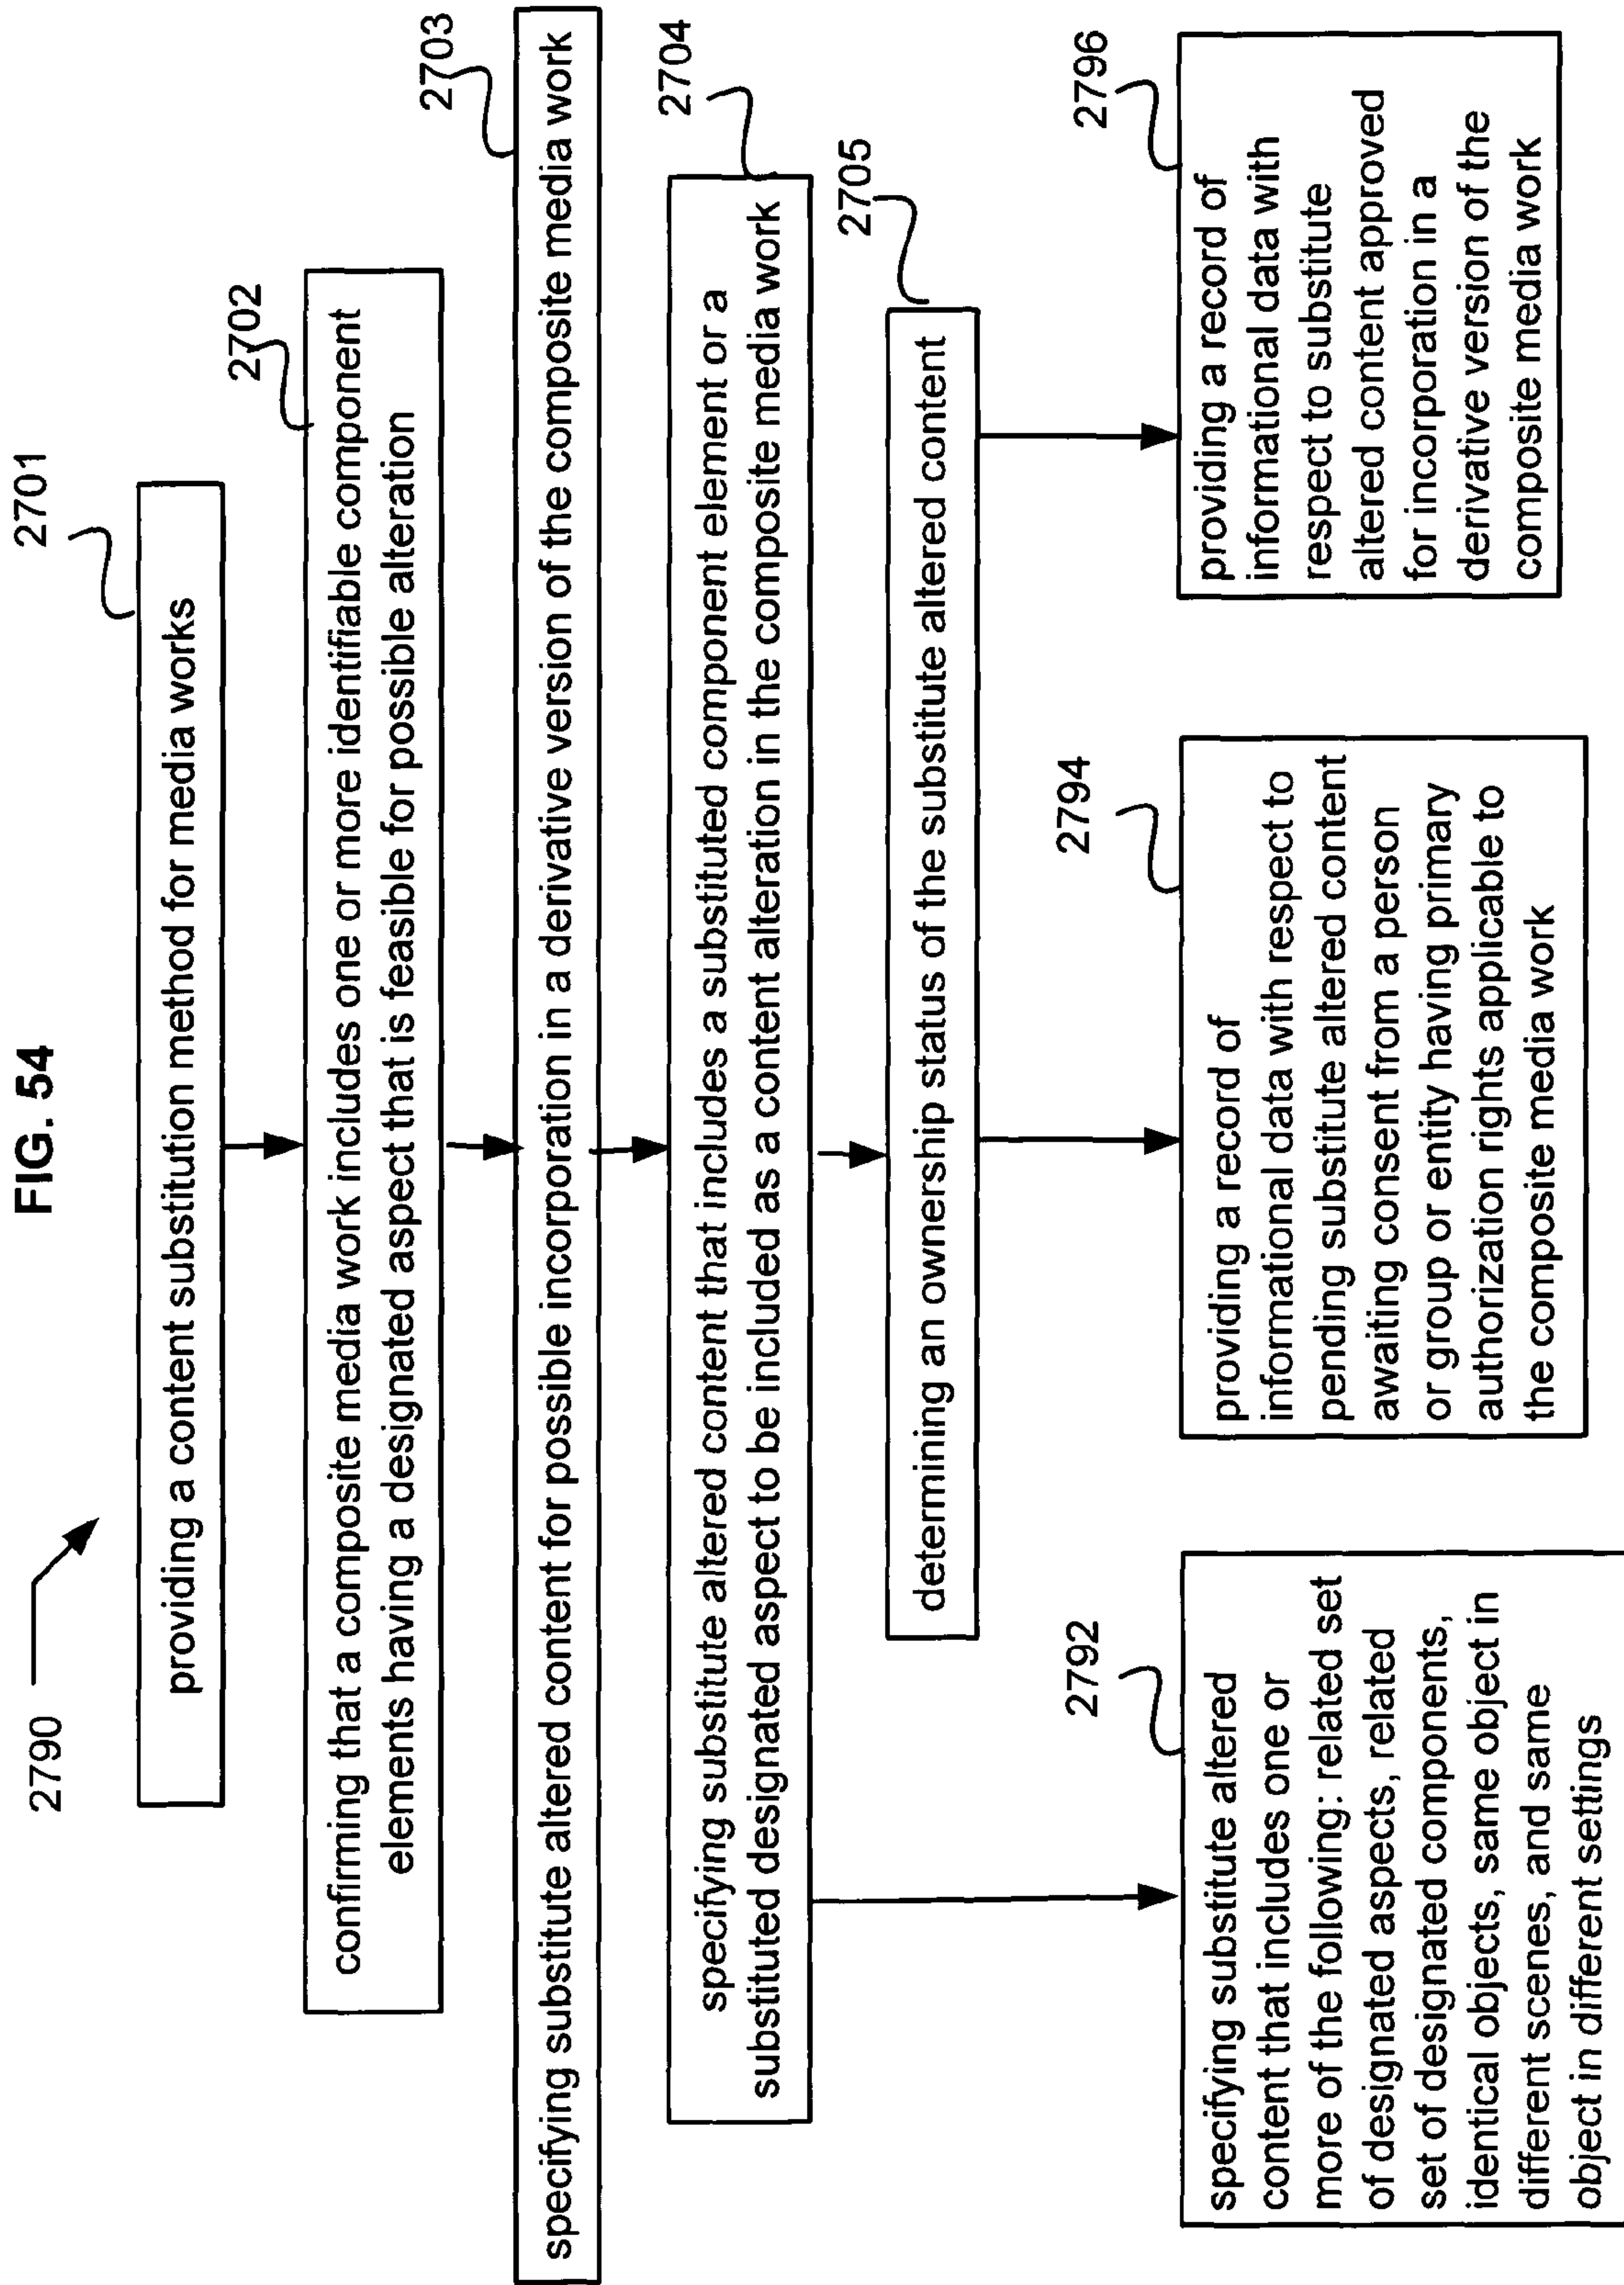 FIG. 54
2790
2701
providing a content substitution method for media works
2702
confirming that a composite media work includes one or more identifiable component
elements having a designated aspect that is feasible for possible alteration
2703
specifying substitute altered content for possible incorporation in a derivative version of the composite media work
2704
specifying substitute altered content that includes a substituted component element or a
substituted designated aspect to be included as a content alteration in the composite media work
2705
determining an ownership status of the substitute altered content
2792
specifying substitute altered
content that includes one or
more of the following: related set
of designated aspects, related
set of designated components,
identical objects, same object in
different scenes, and same
object in different settings
2794
providing a record of
informational data with respect to
pending substitute altered content
awaiting consent from a person
or group or entity having primary
authorization rights applicable to
the composite media work
2796
providing a record of
informational data with
respect to substitute
altered content approved
for incorporation in a
derivative version of the
composite media work